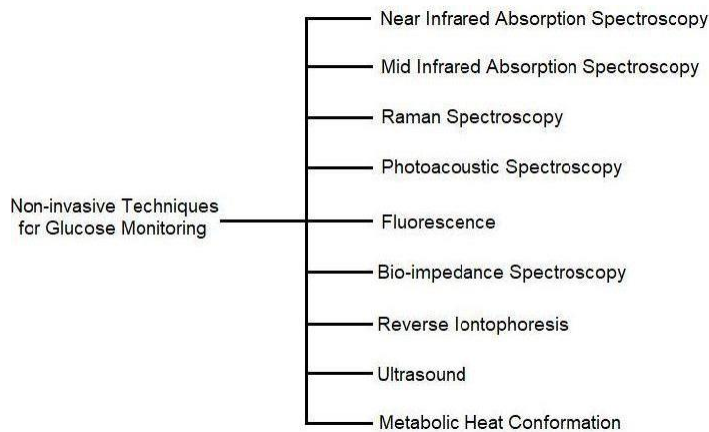 Near Infrared Absorption Spectroscopy
Mid Infrared Absorption Spectroscopy
Raman Spectroscopy
Photoacoustic Spectroscopy
Non-invasive Techniques
for Glucose Monitoring
Fluorescence
Bio-impedance Spectroscopy
Reverse Iontophoresis
Ultrasound
Metabolic Heat Conformation